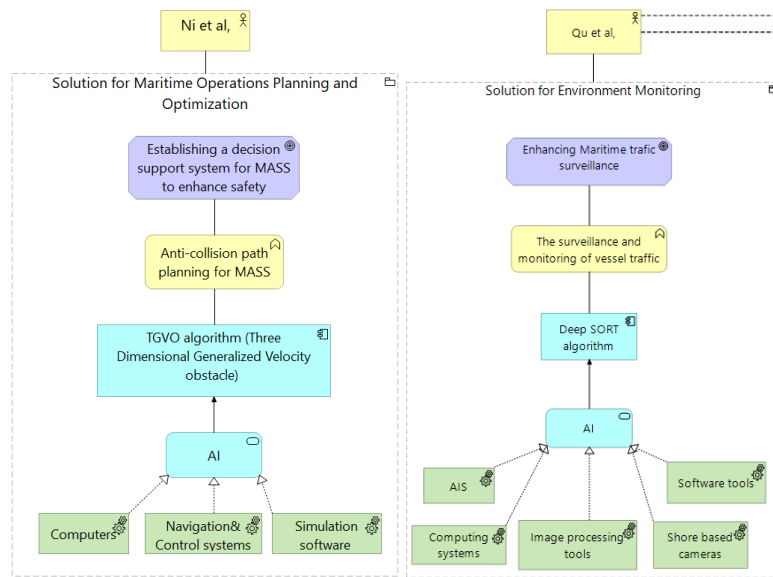 Ni et al,
Solution for Maritime Operations Planning and
Optimization
Establishing a decision
support system for MASS
to enhance safety
Anti-collision path
planning for MASS
TGVO algorithm (Three
Dimensional Generalized Velocity
obstacle)
AI
Computers
Navigation&
Control systems
Simulation
software
Qu et al,
Solution for Environment Monitoring
Enhancing Maritime trafic
surveillance
The surveillance and
monitoring of vessel traffic
Deep SORT
algorithm
AI
AIS
Software tools
Computing
systems
Image processing
tools
Shore based
cameras